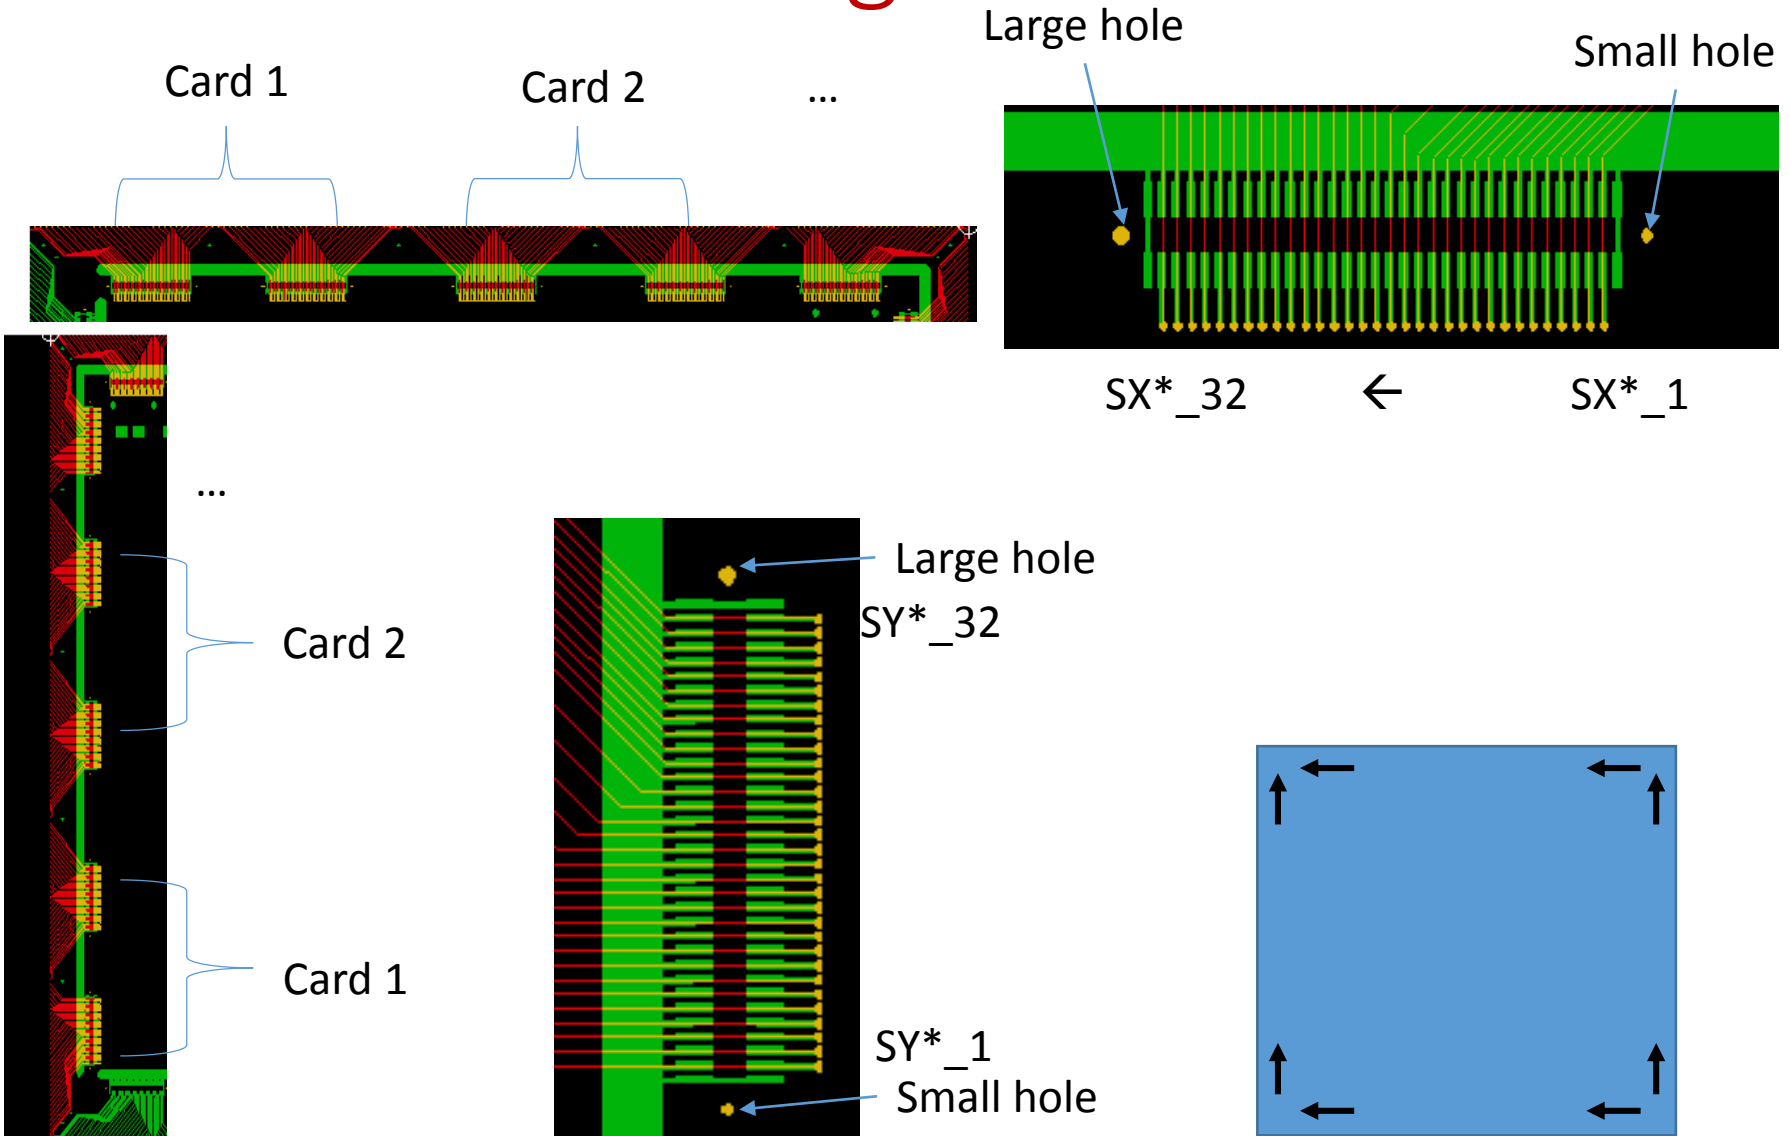 Large hole
Small hole
Card 1
Card 2
...
SX*_32 ← SX*_1
...
Large hole
SY*_32
Card 2
Card 1
SY*_1
Small hole